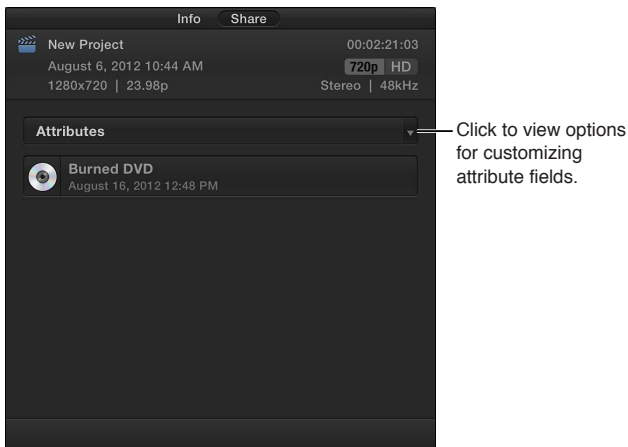 Info Share
New Project 00:02:21:03
August 6, 2012 10:44 AM 720p HD
1280x720 | 23.98p Stereo | 48kHz
Attributes
Click to view options
for customizing
attribute fields.
Burned DVD
August 16, 2012 12:48 PM